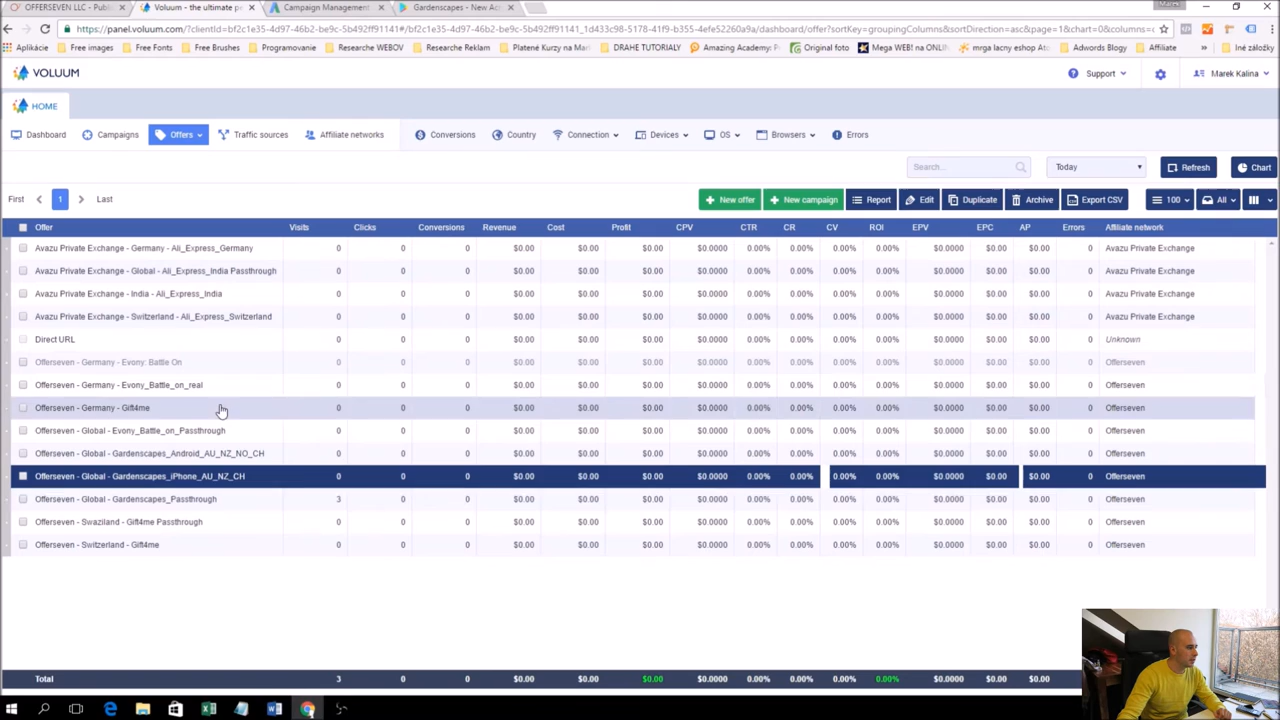 OFFERSEVEN LLC - Public
Voluum - the ultimate pe
Campaign Management
Gardenscapes - New Acr
Marek
https://panel.voluum.com/?clientId=bf2c1e35-4d97-46b2-be9c-5b492ff91141#/bf2c1e35-4d97-46b2-be9c-5b492ff91141_1d433c98-5178-41f9-b355-4efe52260a9a/dashboard/offer?sortKey=groupingColumns&sortDirection=asc&page=1&chart=0&columns=c
Aplikácie Free images Free Fonts Free Brushes Programovanie Researche WEBOV Researche Reklam Platené Kurzy na Mar DRAHE TUTORIALY Amazing Academy: P Original foto Mega WEB! na ONLIN mrga lacny eshop Ato Adwords Blogy Affiliate » Iné záložky
VOLUUM Support Marek Kalina
HOME
Dashboard Campaigns Offers Traffic sources Affiliate networks Conversions Country Connection Devices OS Browsers Errors
Search... Today Refresh Chart
First 1 Last + New offer + New campaign Report Edit Duplicate Archive Export CSV 100 All
Offer Visits Clicks Conversions Revenue Cost Profit CPV CTR CR CV ROI EPV EPC AP Errors Affiliate network
Avazu Private Exchange - Germany - Ali_Express_Germany 0 0 0 $0.00 $0.00 $0.00 $0.0000 0.00% 0.00% 0.00% 0.00% $0.0000 $0.00 $0.00 0 Avazu Private Exchange
Avazu Private Exchange - Global - Ali_Express_India Passthrough 0 0 0 $0.00 $0.00 $0.00 $0.0000 0.00% 0.00% 0.00% 0.00% $0.0000 $0.00 $0.00 0 Avazu Private Exchange
Avazu Private Exchange - India - Ali_Express_India 0 0 0 $0.00 $0.00 $0.00 $0.0000 0.00% 0.00% 0.00% 0.00% $0.0000 $0.00 $0.00 0 Avazu Private Exchange
Avazu Private Exchange - Switzerland - Ali_Express_Switzerland 0 0 0 $0.00 $0.00 $0.00 $0.0000 0.00% 0.00% 0.00% 0.00% $0.0000 $0.00 $0.00 0 Avazu Private Exchange
Direct URL 0 0 0 $0.00 $0.00 $0.00 $0.0000 0.00% 0.00% 0.00% 0.00% $0.0000 $0.00 $0.00 0 Unknown
Offerseven - Germany - Evony: Battle On 0 0 0 $0.00 $0.00 $0.00 $0.0000 0.00% 0.00% 0.00% 0.00% $0.0000 $0.00 $0.00 0 Offerseven
Offerseven - Germany - Evony_Battle_on_real 0 0 0 $0.00 $0.00 $0.00 $0.0000 0.00% 0.00% 0.00% 0.00% $0.0000 $0.00 $0.00 0 Offerseven
Offerseven - Germany - Gift4me 0 0 0 $0.00 $0.00 $0.00 $0.0000 0.00% 0.00% 0.00% 0.00% $0.0000 $0.00 $0.00 0 Offerseven
Offerseven - Global - Evony_Battle_on_Passthrough 0 0 0 $0.00 $0.00 $0.00 $0.0000 0.00% 0.00% 0.00% 0.00% $0.0000 $0.00 $0.00 0 Offerseven
Offerseven - Global - Gardenscapes_Android_AU_NZ_NO_CH 0 0 0 $0.00 $0.00 $0.00 $0.0000 0.00% 0.00% 0.00% 0.00% $0.0000 $0.00 $0.00 0 Offerseven
Offerseven - Global - Gardenscapes_iPhone_AU_NZ_CH 0 0 0 $0.00 $0.00 $0.00 $0.0000 0.00% 0.00% 0.00% 0.00% $0.0000 $0.00 $0.00 0 Offerseven
Offerseven - Global - Gardenscapes_Passthrough 3 0 0 $0.00 $0.00 $0.00 $0.0000 0.00% 0.00% 0.00% 0.00% $0.0000 $0.00 $0.00 0 Offerseven
Offerseven - Swaziland - Gift4me Passthrough 0 0 0 $0.00 $0.00 $0.00 $0.0000 0.00% 0.00% 0.00% 0.00% $0.0000 $0.00 $0.00 0 Offerseven
Offerseven - Switzerland - Gift4me 0 0 0 $0.00 $0.00 $0.00 $0.0000 0.00% 0.00% 0.00% 0.00% $0.0000 $0.00 $0.00 0 Offerseven
Total 3 0 0 $0.00 $0.00 $0.00 $0.0000 0.00% 0.00% 0.00% 0.00% $0.0000 $0.00 $0.00 0